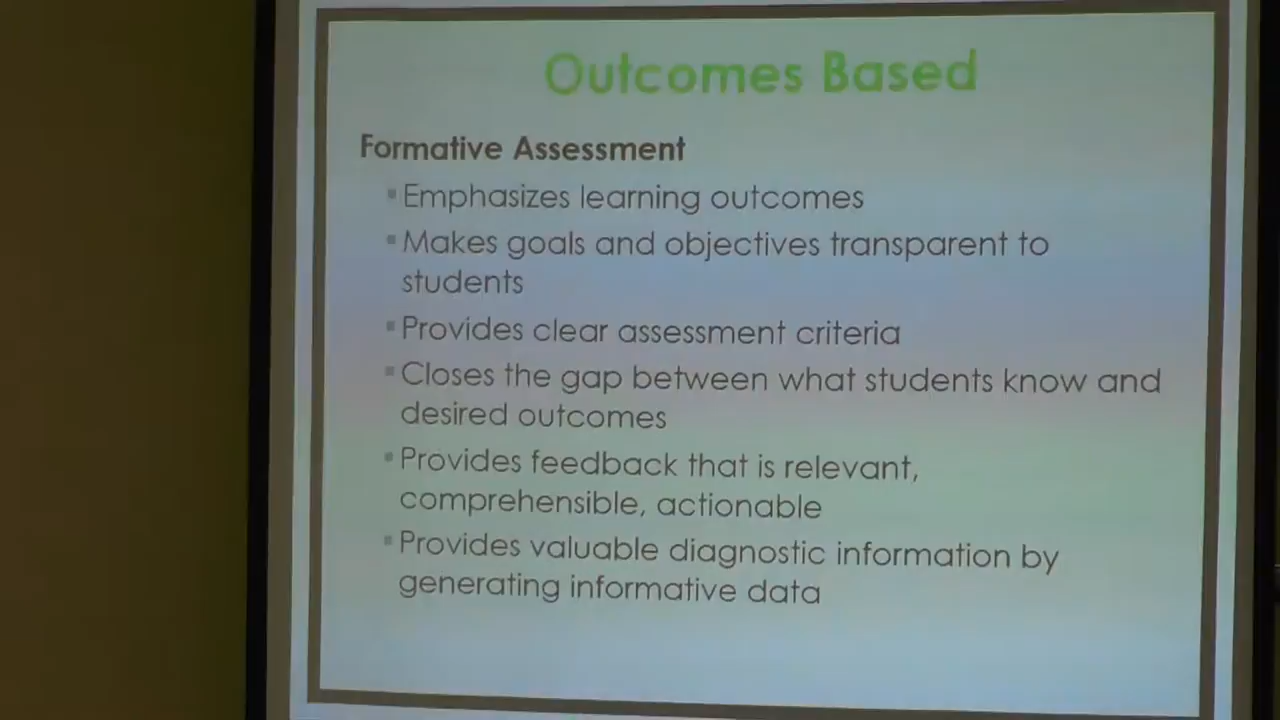 Outcomes Based
Formative Assessment
▪Emphasizes learning outcomes
▪Makes goals and objectives transparent to
students
▪Provides clear assessment criteria
▪Closes the gap between what students know and
desired outcomes
▪Provides feedback that is relevant,
comprehensible, actionable
▪Provides valuable diagnostic information by
generating informative data